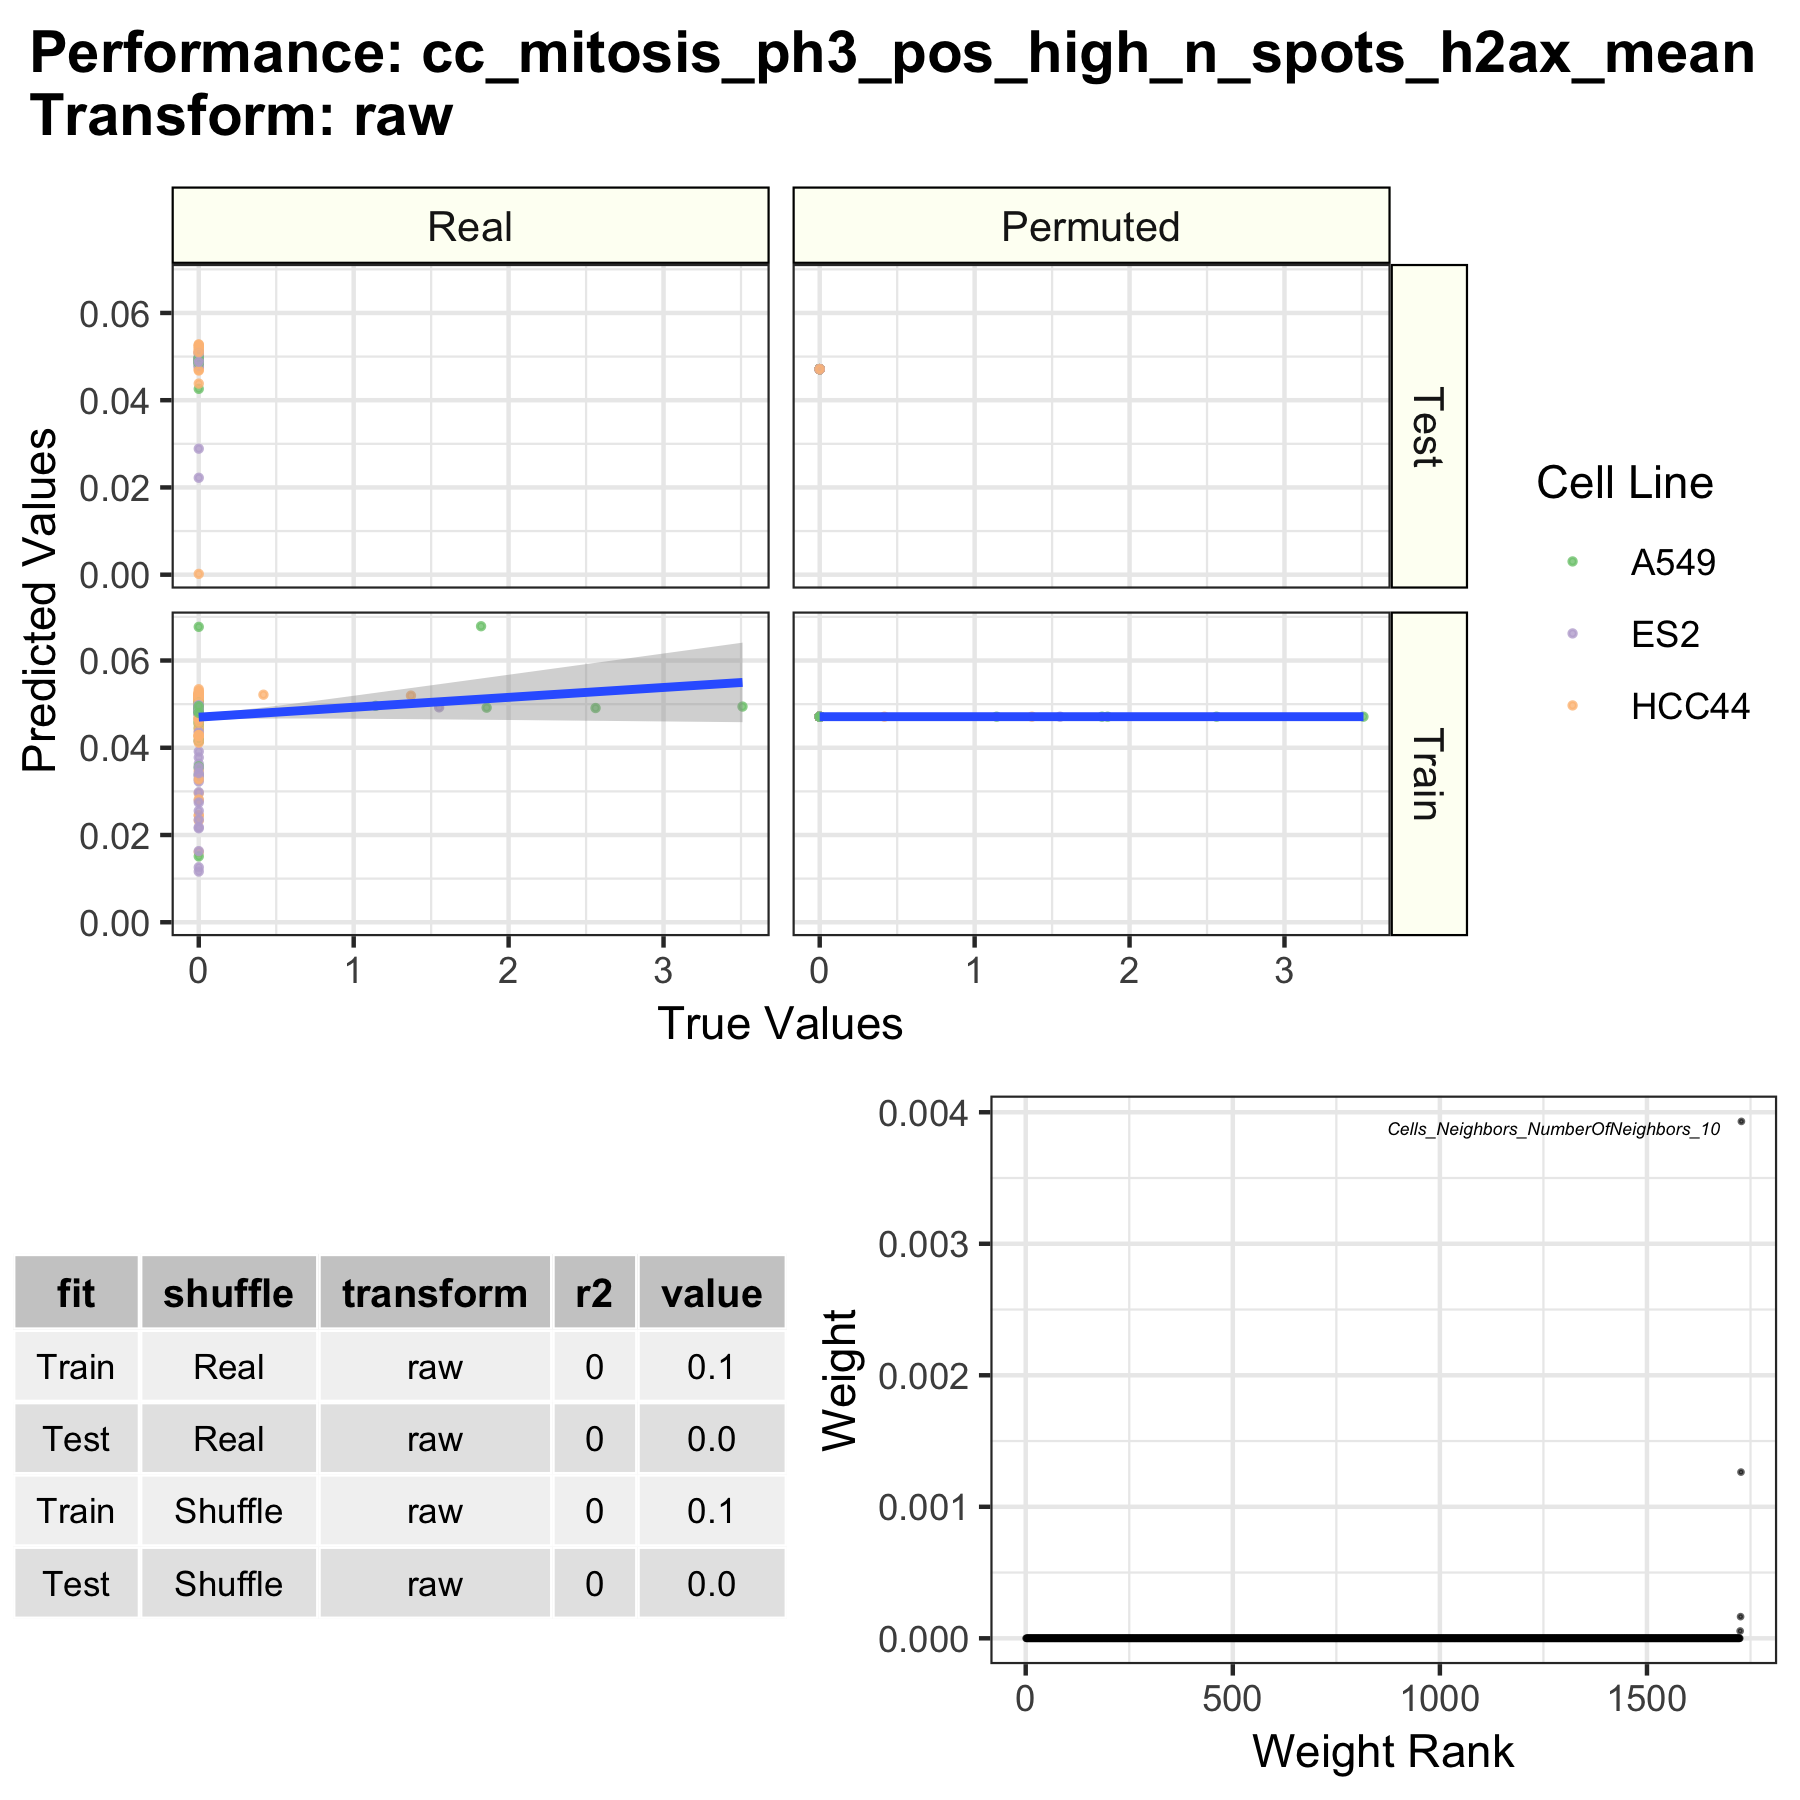 Performance: cc_mitosis_ph3_pos_high_n_spots_h2ax_mean
Transform: raw
Real
Permuted
0.06
0.04
0.02
0.00
Test
0.06
0.04
0.02
0.00
Train
Predicted Values
0 1 2 3
0 1 2 3
True Values
Cell Line
A549
ES2
HCC44
fit shuffle transform r2 value
Train Real raw 0 0.1
Test Real raw 0 0.0
Train Shuffle raw 0 0.1
Test Shuffle raw 0 0.0
Weight
0.004
0.003
0.002
0.001
0.000
Cells_Neighbors_NumberOfNeighbors_10
0 500 1000 1500
Weight Rank